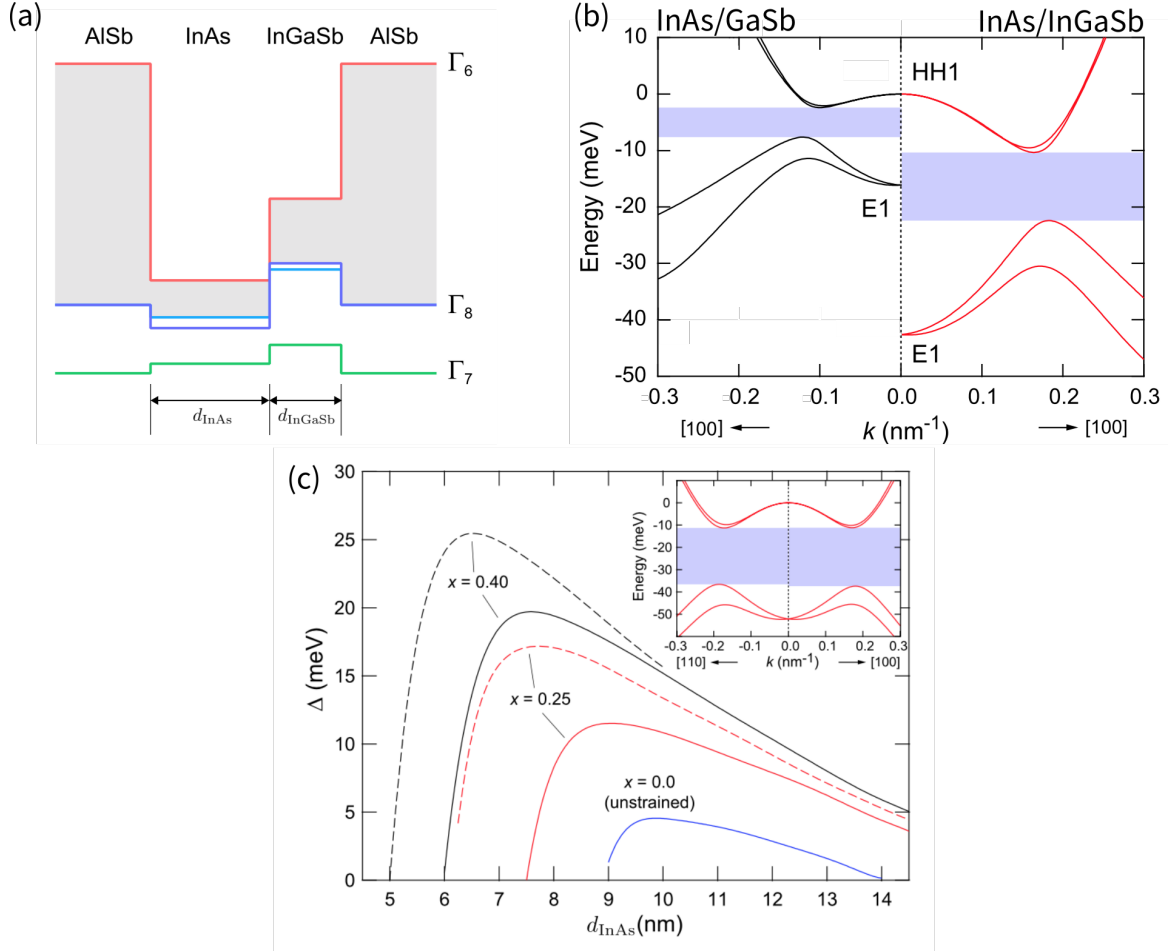 (a)
AlSb InAs InGaSb AlSb
Γ6
Γ8
Γ7
dInAs dInGaSb
(b)
InAs/GaSb InAs/InGaSb
10
0
-10
-20
-30
-40
-50
Energy (meV)
HH1
E1
E1
-0.3 -0.2 -0.1 0.0 0.1 0.2 0.3
[100] k (nm-1) [100]
(c)
30
25
20
15
10
5
0
Δ (meV)
x = 0.40
x = 0.25
x = 0.0
(unstrained)
5 6 7 8 9 10 11 12 13 14
dInAs(nm)
0
-10
-20
-30
-40
-50
Energy (meV)
-0.3 -0.2 -0.1 0.0 0.1 0.2 0.3
[110] k (nm-1) [100]